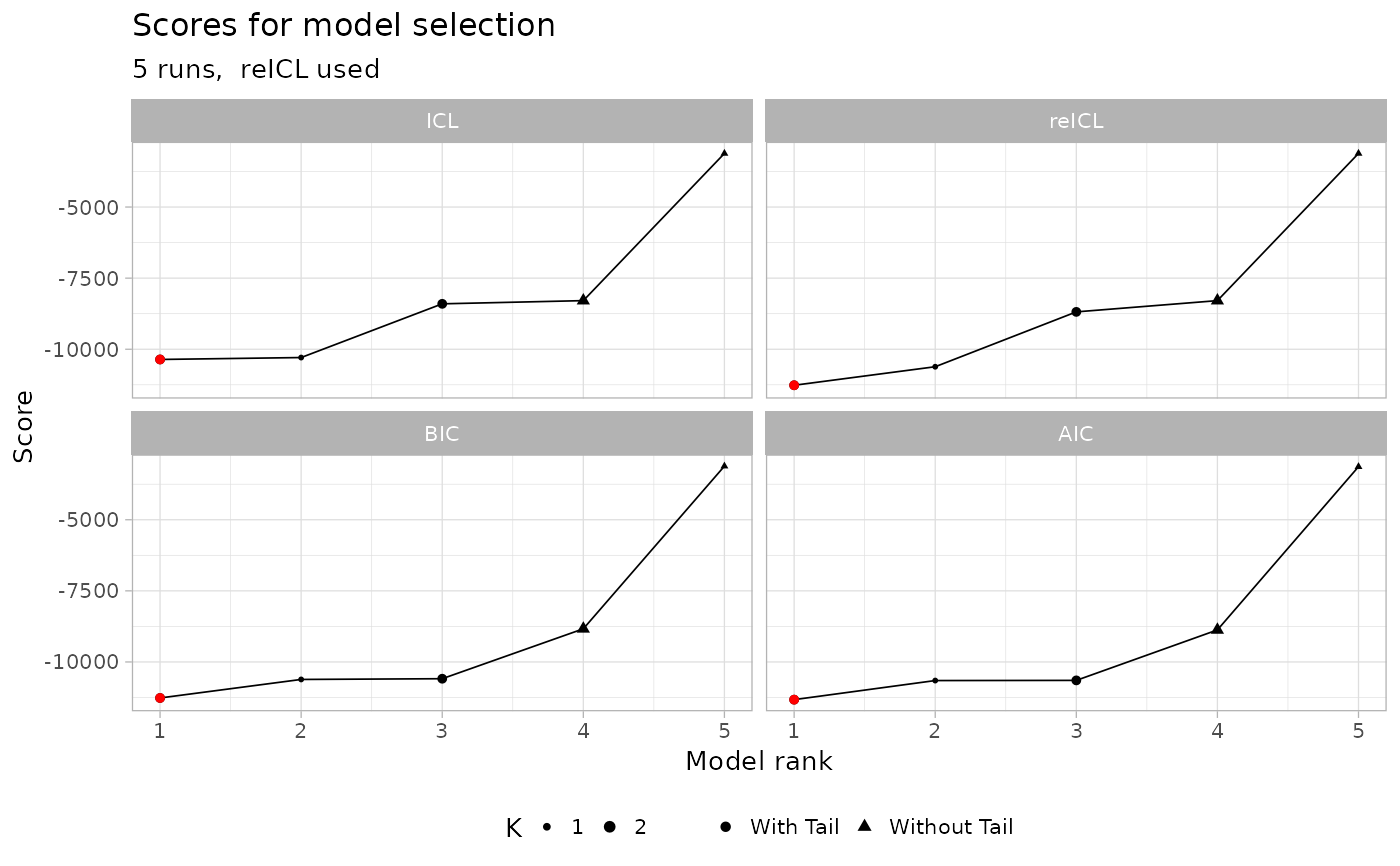 Scores for model selection
5 runs,  reICL used
ICL
reICL
-5000
-7500
-10000
BIC
AIC
-5000
-7500
-10000
Score
1 2 3 4 5 1 2 3 4 5
Model rank
K 1 2 With Tail Without Tail